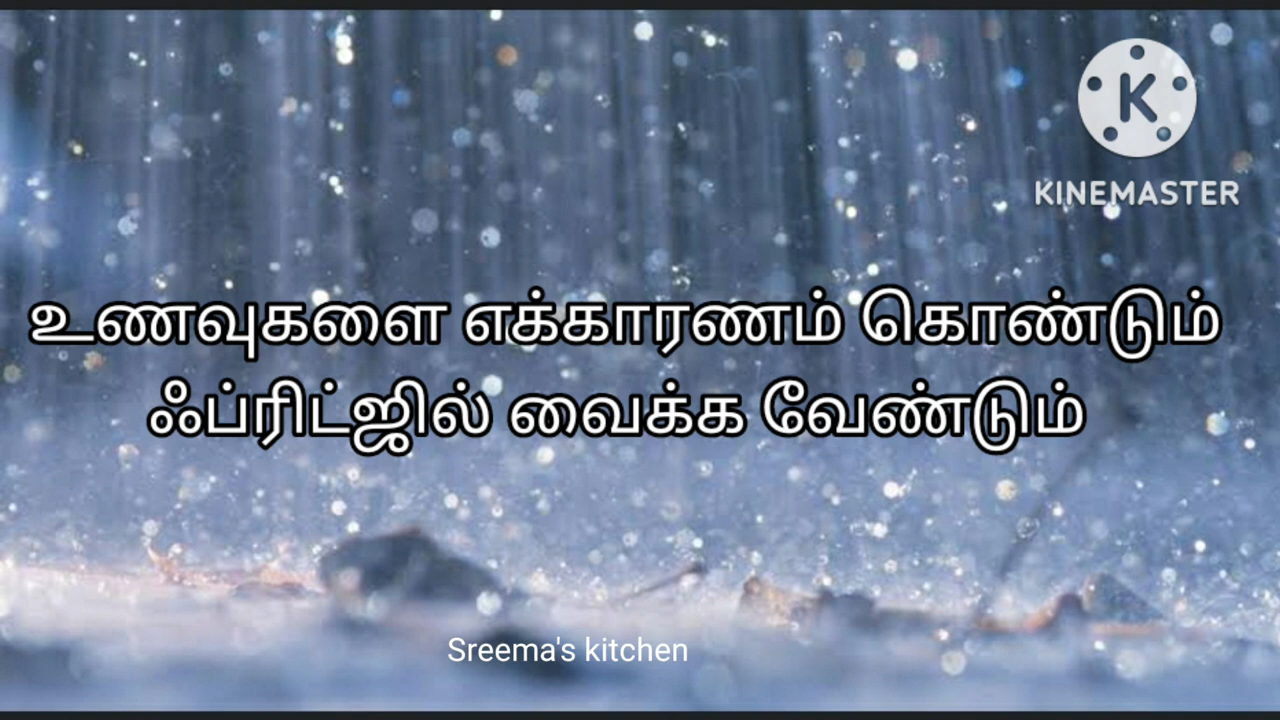 KINEMASTER
உணவுகளை எக்காரணம் கொண்டும்
ஃப்ரிட்ஜில் வைக்க வேண்டும்
Sreema's kitchen